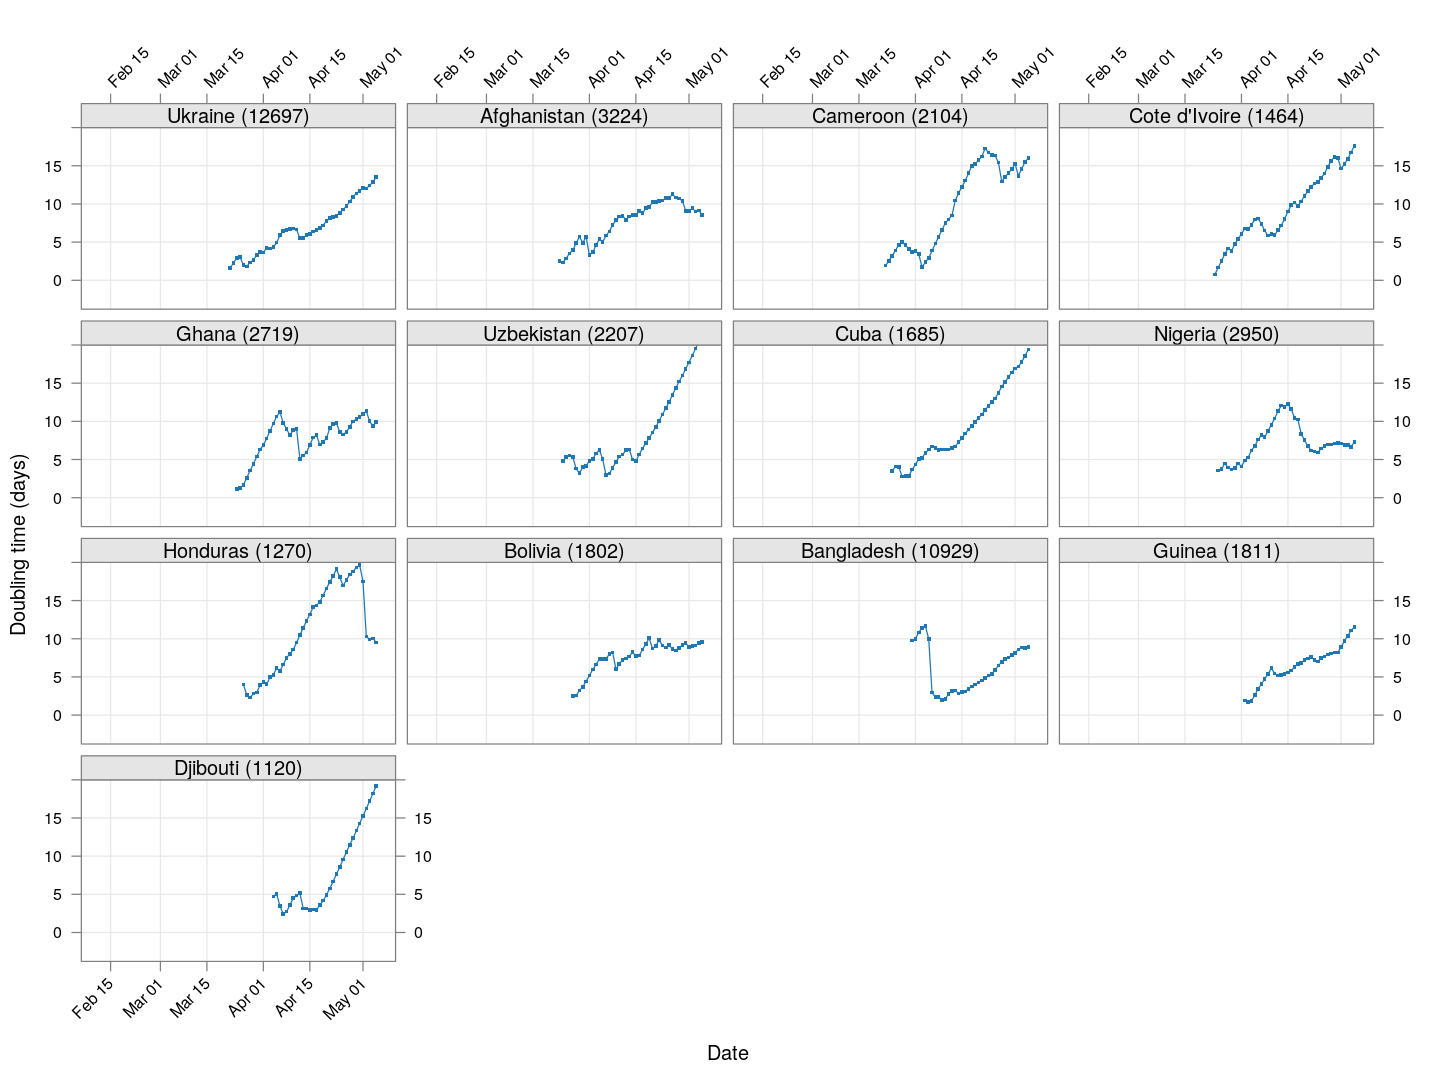 Feb 15 Mar 01 Mar 15 Apr 01 Apr 15 May 01 Feb 15 Mar 01 Mar 15 Apr 01 Apr 15 May 01 Feb 15 Mar 01 Mar 15 Apr 01 Apr 15 May 01 Feb 15 Mar 01 Mar 15 Apr 01 Apr 15 May 01
Ukraine (12697) Afghanistan (3224) Cameroon (2104) Cote d'Ivoire (1464)
15 15
10 10
5 5
0 0
Ghana (2719) Uzbekistan (2207) Cuba (1685) Nigeria (2950)
15 15
10 10
5 5
0 0
Doubling time (days)
Honduras (1270) Bolivia (1802) Bangladesh (10929) Guinea (1811)
15 15
10 10
5 5
0 0
Djibouti (1120)
15 15
10 10
5 5
0 0
Feb 15 Mar 01 Mar 15 Apr 01 Apr 15 May 01
Date